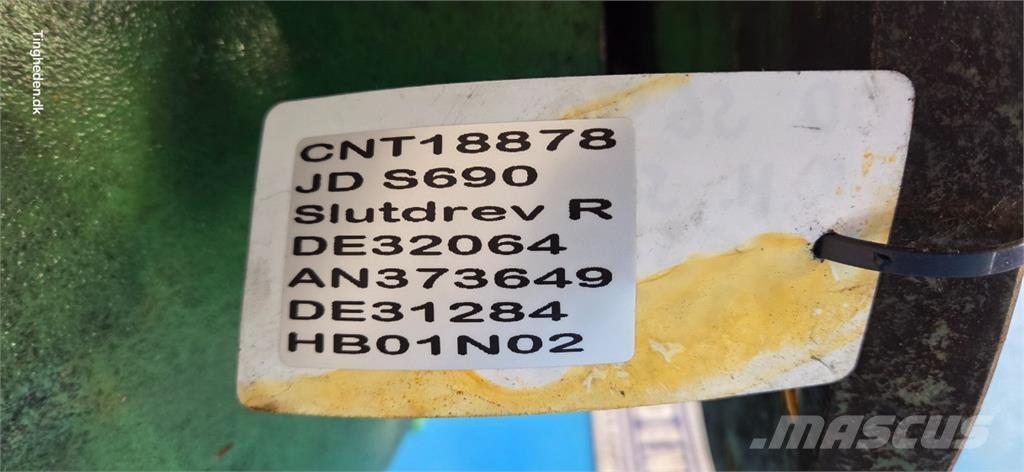 Tingheden.dk
CNT18878
JD S690
Slutdrev R
DE32064
AN373649
DE31284
HB01N02
MASCUS